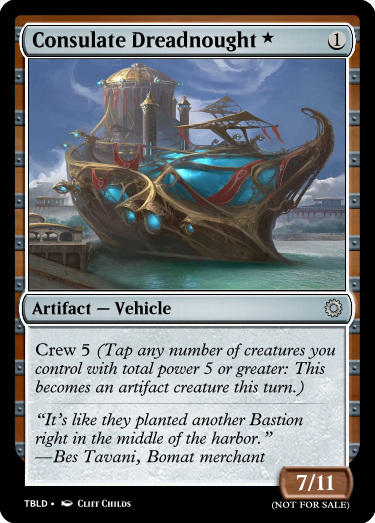 Consulate Dreadnought ★ 1
Artifact — Vehicle
Crew 5 (Tap any number of creatures you
control with total power 5 or greater: This
becomes an artifact creature this turn.)
“It's like they planted another Bastion
right in the middle of the harbor.”
—Bes Tavani, Bomat merchant
7/11
TBLD • Cliff Childs
(NOT FOR SALE)